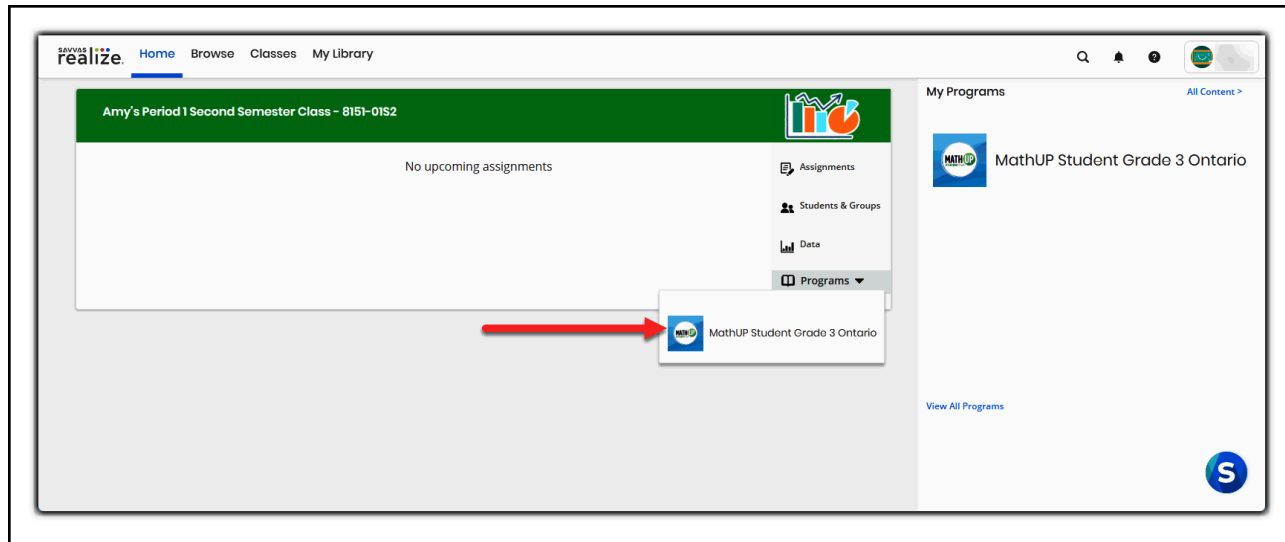 SAVVAS
realize.
Home Browse Classes My Library
Amy's Period 1 Second Semester Class - 8151-01S2
No upcoming assignments
Assignments
Students & Groups
Data
Programs
MATHUP
MathUP Student Grade 3 Ontario
My Programs
All Content >
MATHUP
MathUP Student Grade 3 Ontario
View All Programs
S